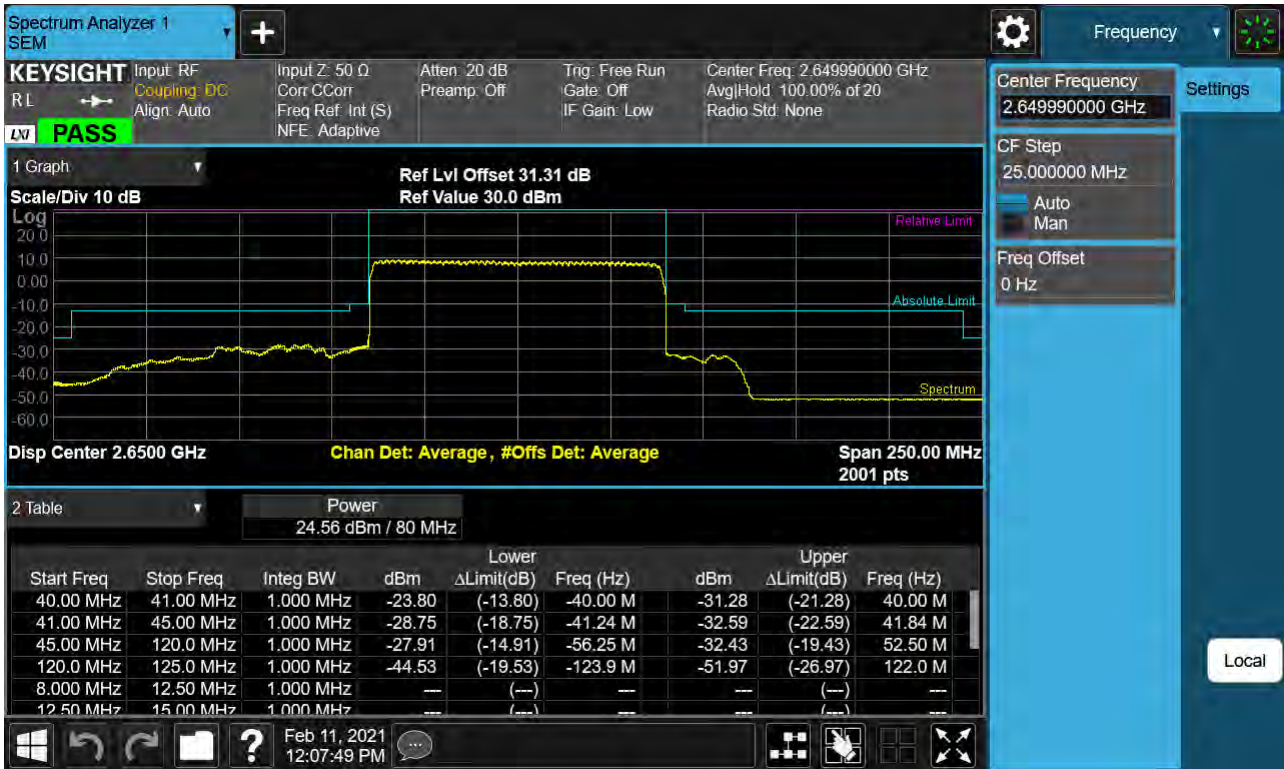 Spectrum Analyzer 1
SEM
Frequency
KEYSIGHT
R L
LXI
PASS
Input: RF
Coupling: DC
Align: Auto
Input Z: 50 Ω
Corr CCorr
Freq Ref: Int (S)
NFE: Adaptive
Atten: 20 dB
Preamp: Off
Trig: Free Run
Gate: Off
IF Gain: Low
Center Freq: 2.649990000 GHz
Avg|Hold: 100.00% of 20
Radio Std: None
Center Frequency
2.649990000 GHz
Settings
CF Step
25.000000 MHz
Auto
Man
Freq Offset
0 Hz
Local
1 Graph
Scale/Div 10 dB
Ref Lvl Offset 31.31 dB
Ref Value 30.0 dBm
Log
20.0
10.0
0.00
-10.0
-20.0
-30.0
-40.0
-50.0
-60.0
Relative Limit
Absolute Limit
Spectrum
Disp Center 2.6500 GHz
Chan Det: Average, #Offs Det: Average
Span 250.00 MHz
2001 pts
2 Table
Power
24.56 dBm / 80 MHz
Lower Upper
Start Freq Stop Freq Integ BW dBm ΔLimit(dB) Freq (Hz) dBm ΔLimit(dB) Freq (Hz)
40.00 MHz 41.00 MHz 1.000 MHz -23.80 (-13.80) -40.00 M -31.28 (-21.28) 40.00 M
41.00 MHz 45.00 MHz 1.000 MHz -28.75 (-18.75) -41.24 M -32.59 (-22.59) 41.84 M
45.00 MHz 120.0 MHz 1.000 MHz -27.91 (-14.91) -56.25 M -32.43 (-19.43) 52.50 M
120.0 MHz 125.0 MHz 1.000 MHz -44.53 (-19.53) -123.9 M -51.97 (-26.97) 122.0 M
8.000 MHz 12.50 MHz 1.000 MHz --- (---) --- --- (---) ---
12.50 MHz 15.00 MHz 1.000 MHz --- (---) --- --- (---) ---
Feb 11, 2021
12:07:49 PM